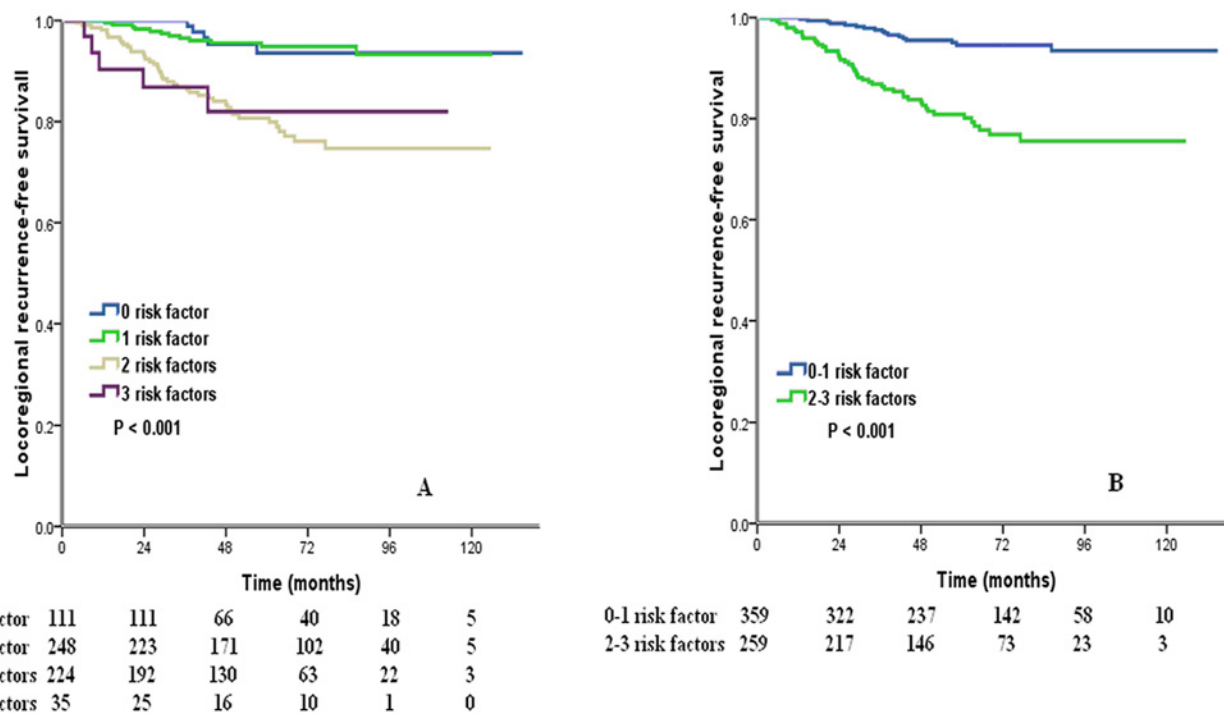 Locoregional recurrence-free survivall
1.0
0.8
0.6
0.4
0.2
0.0
0 risk factor
1 risk factor
2 risk factors
3 risk factors
P < 0.001
A
0 24 48 72 96 120
Time (months)
ctor 111 111 66 40 18 5
ctor 248 223 171 102 40 5
ctors 224 192 130 63 22 3
ctors 35 25 16 10 1 0
Locoregional recurrence-free survival)
1.0
0.8
0.6
0.4
0.2
0.0
0-1 risk factor
2-3 risk factors
P < 0.001
B
0 24 48 72 96 120
Time (months)
0-1 risk factor 359 322 237 142 58 10
2-3 risk factors 259 217 146 73 23 3